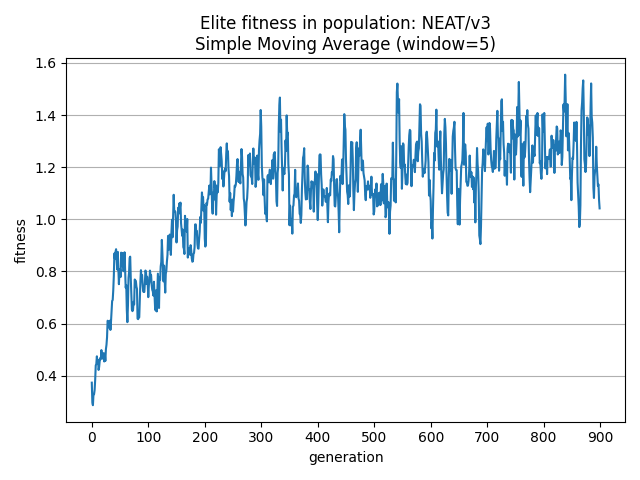 Elite fitness in population: NEAT/v3
Simple Moving Average (window=5)
1.6
1.4
1.2
1.0
0.8
0.6
0.4
fitness
0 100 200 300 400 500 600 700 800 900
generation